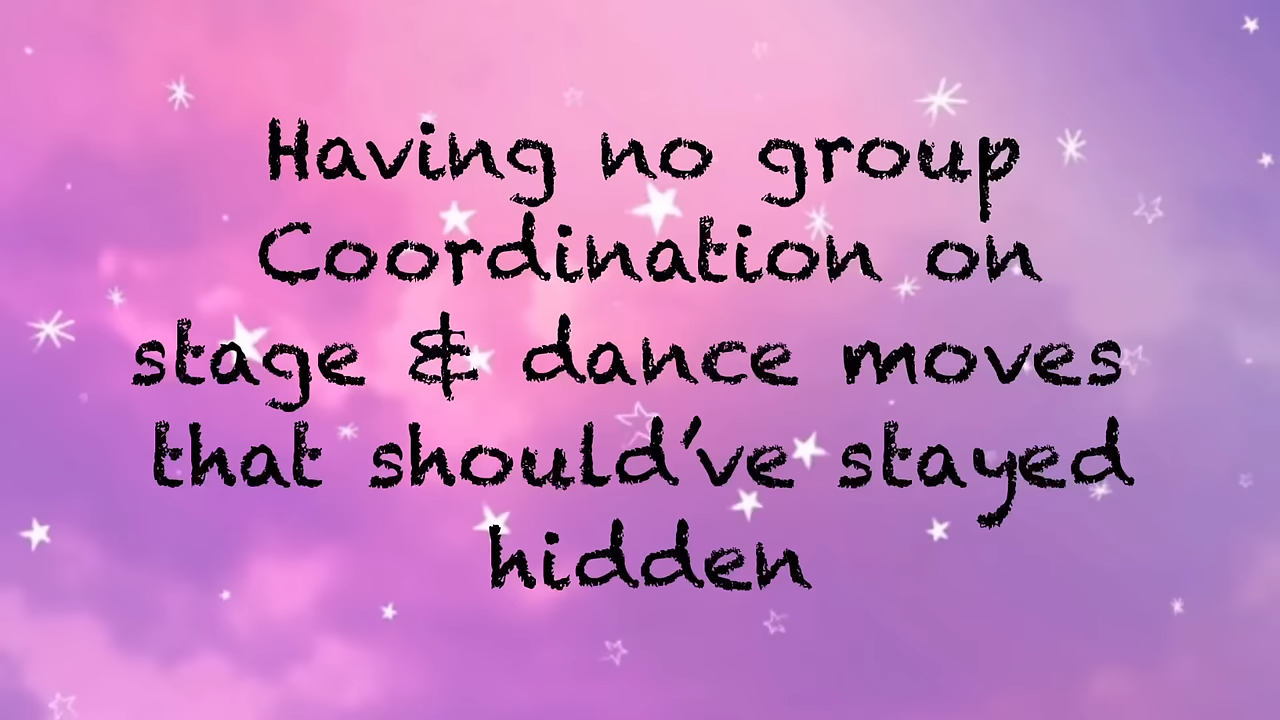 Having no group
Coordination on
stage & dance moves
that should've stayed
hidden